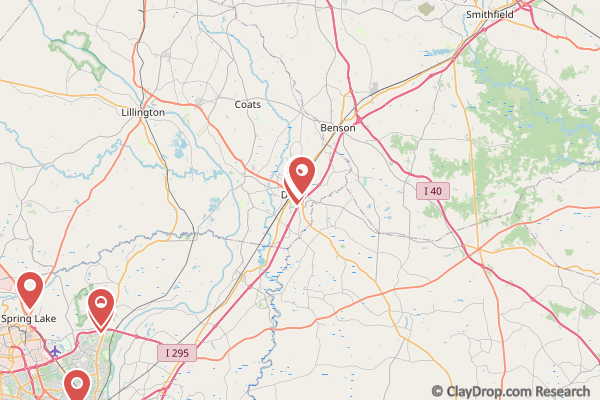 Smithfield
Coats
Lillington
Benson
D
I 40
Spring Lake
I 295
© ClayDrop.com Research